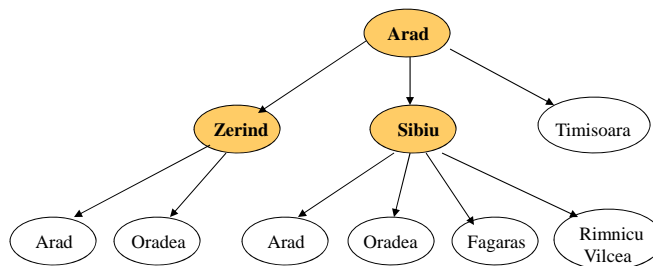 Arad
Zerind
Sibiu
Timisoara
Arad
Oradea
Arad
Oradea
Fagaras
Rimnicu
Vilcea